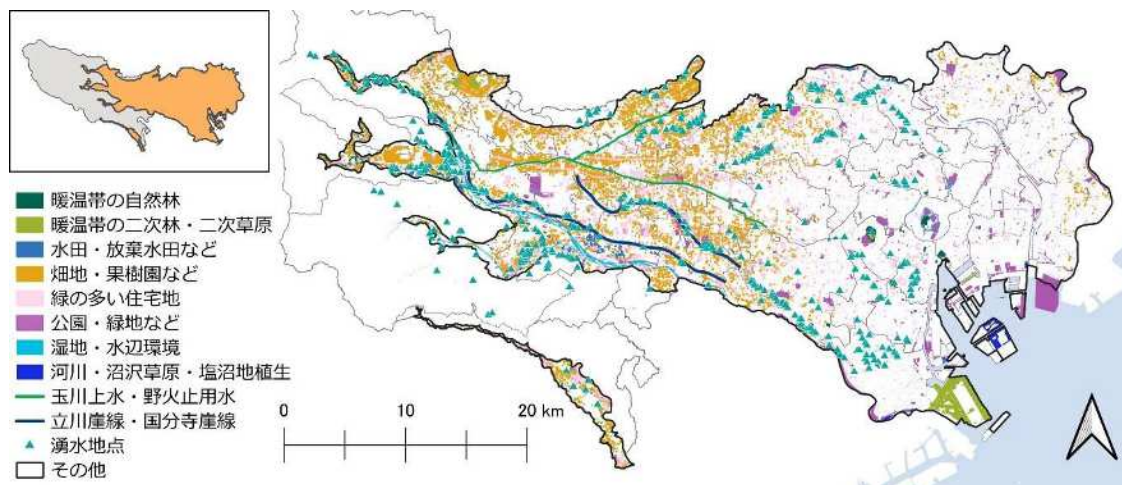 暖温帯の自然林
暖温帯の二次林・二次草原
水田・放棄水田など
畑地・果樹園など
緑の多い住宅地
公園・緑地など
湿地・水辺環境
河川・沼沢草原・塩沼地植生
玉川上水・野火止用水
立川崖線・国分寺崖線
湧水地点
その他
0 10 20 km